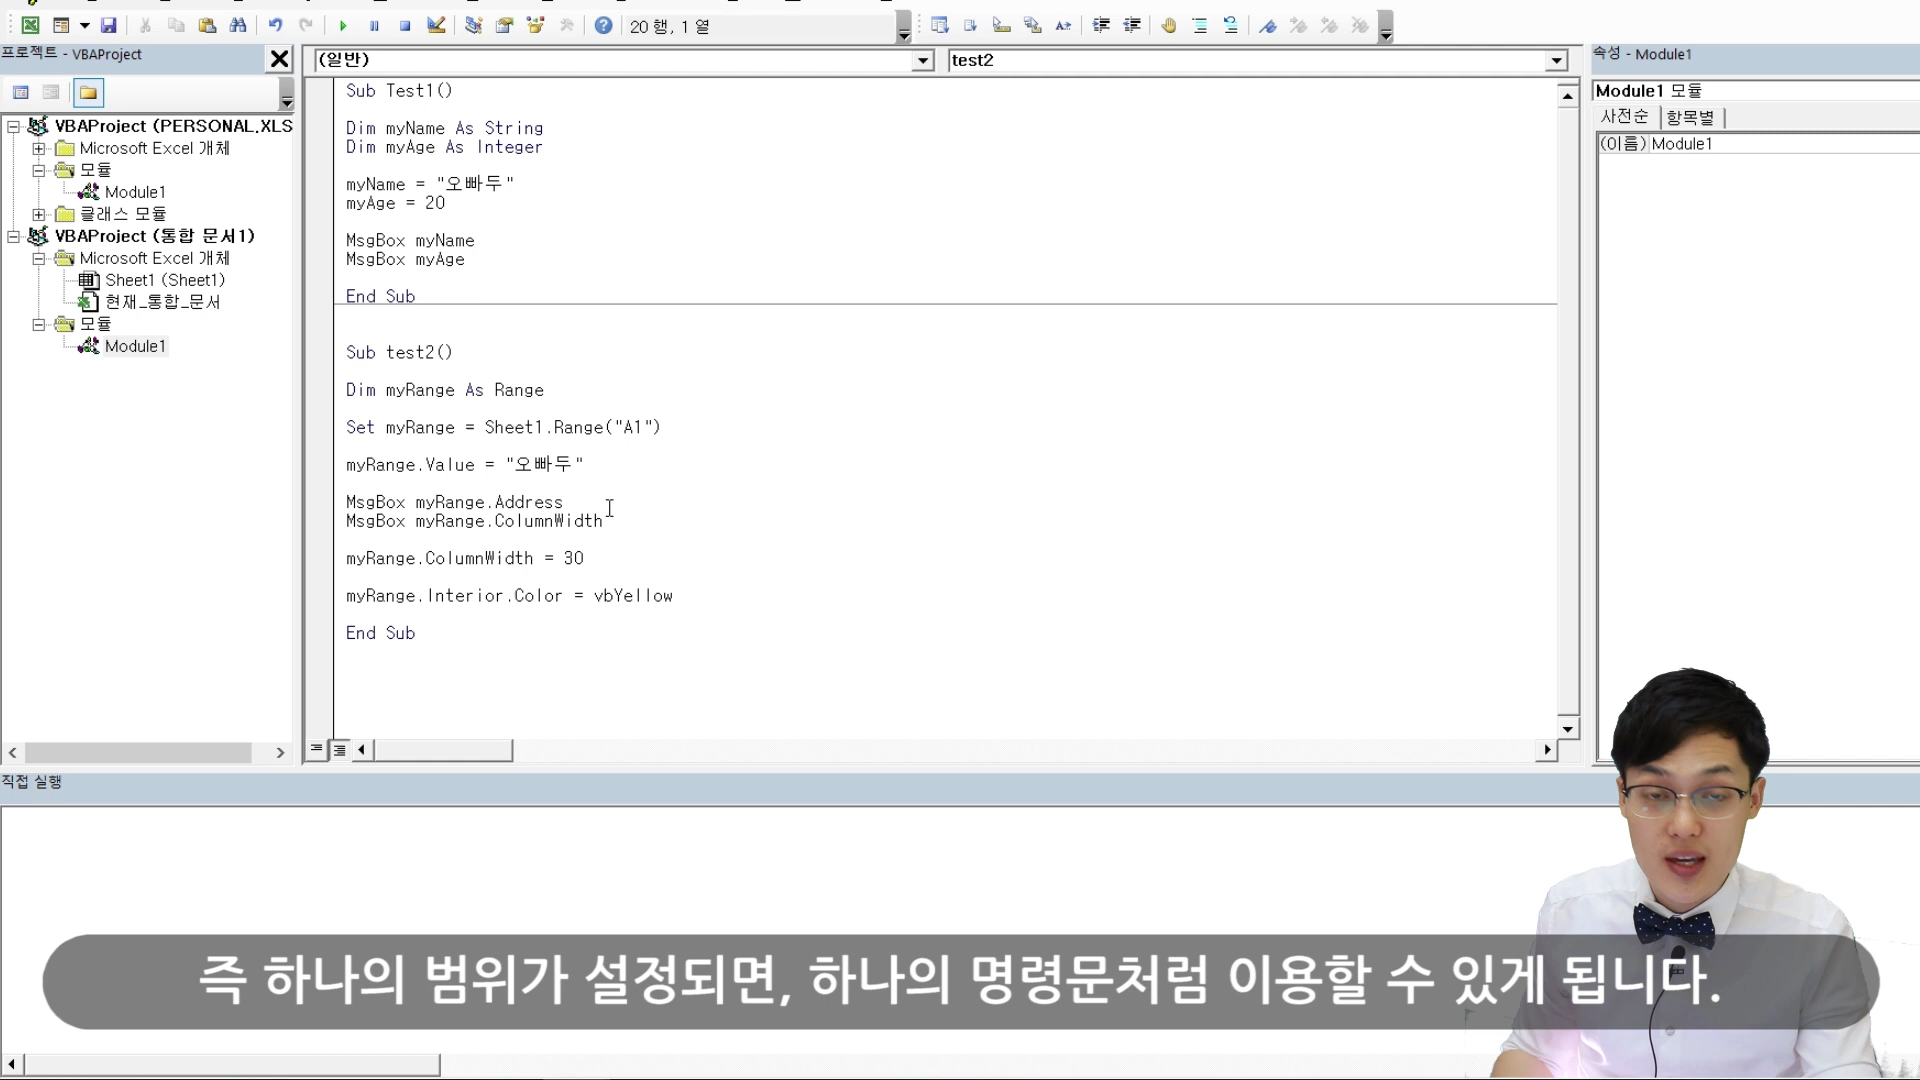 20 행, 1 열
프로젝트 - VBAProject
VBAProject (PERSONAL.XLS
Microsoft Excel 개체
모듈
Module1
클래스 모듈
VBAProject (통합 문서1)
Microsoft Excel 개체
Sheet1 (Sheet1)
현재_통합_문서
모듈
Module1
(일반)
test2
Sub Test1()
Dim myName As String
Dim myAge As Integer
myName = "오빠두"
myAge = 20
MsgBox myName
MsgBox myAge
End Sub
Sub test2()
Dim myRange As Range
Set myRange = Sheet1.Range("A1")
myRange.Value = "오빠두"
MsgBox myRange.Address
MsgBox myRange.ColumnWidth
myRange.ColumnWidth = 30
myRange.Interior.Color = vbYellow
End Sub
속성 - Module1
Module1 모듈
사전순 항목별
(이름) Module1
직접 실행
즉 하나의 범위가 설정되면, 하나의 명령문처럼 이용할 수 있게 됩니다.